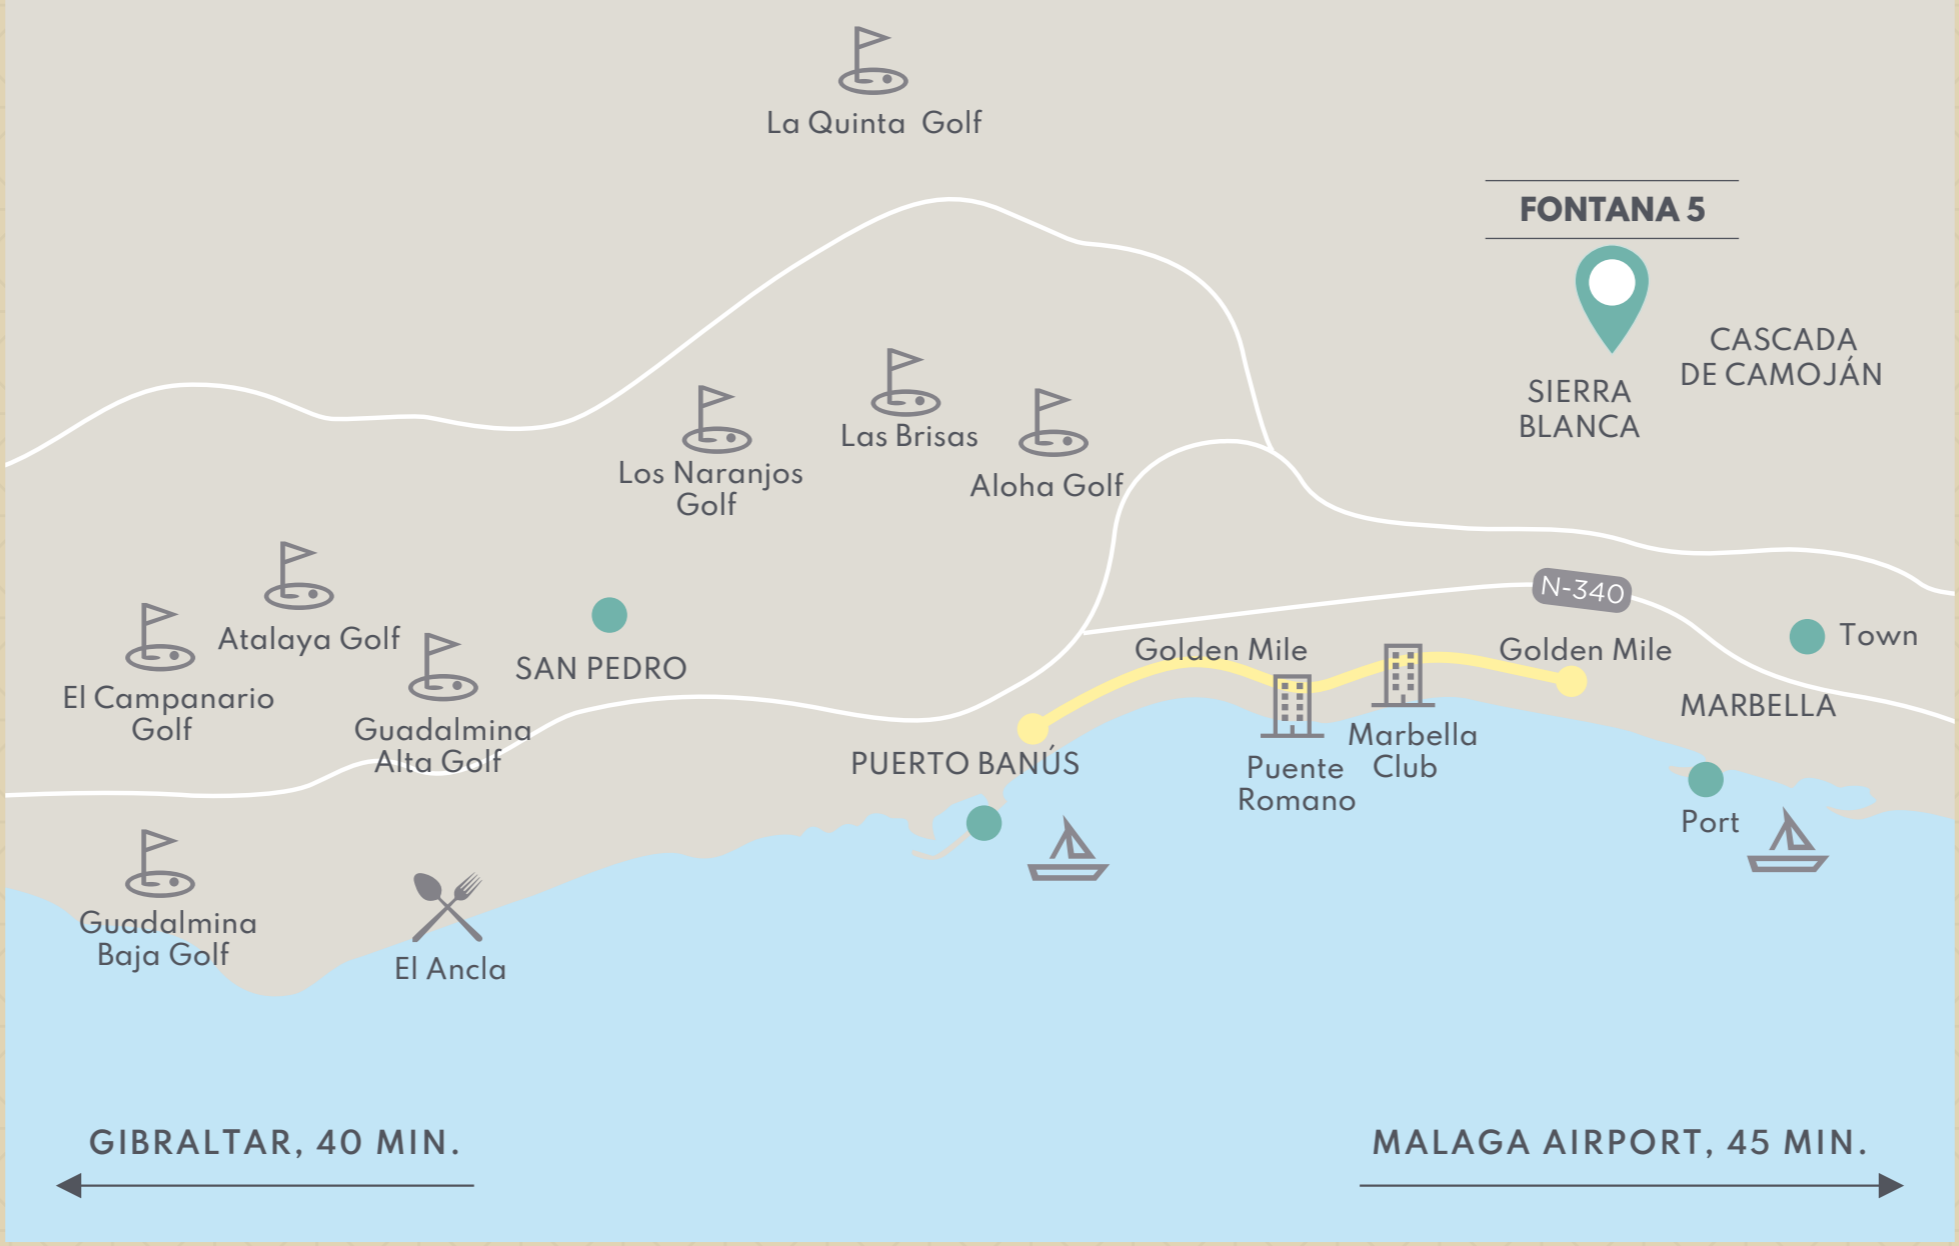 La Quinta Golf
FONTANA 5
CASCADA
DE CAMOJÁN
SIERRA
BLANCA
Las Brisas
Los Naranjos
Golf
Aloha Golf
N-340
Atalaya Golf
SAN PEDRO
Golden Mile
Golden Mile
Town
El Campanario
Golf
Guadalmina
Alta Golf
MARBELLA
PUERTO BANÚS
Puente
Romano
Marbella
Club
Port
Guadalmina
Baja Golf
El Ancla
GIBRALTAR, 40 MIN.
MALAGA AIRPORT, 45 MIN.